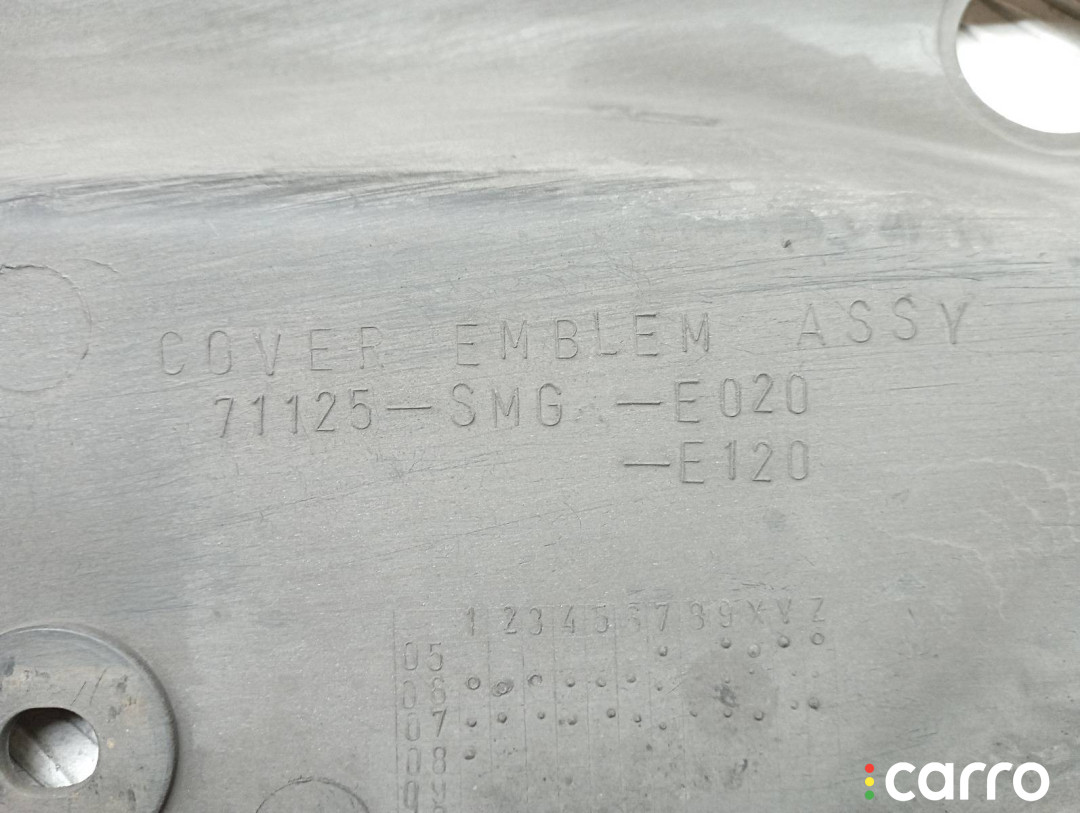 COVER EMBLEM ASSY
71125-SMG -E020
-E120
1 2 3 4 5 6 7 8 9 X Y Z
05
06
07
08
carro